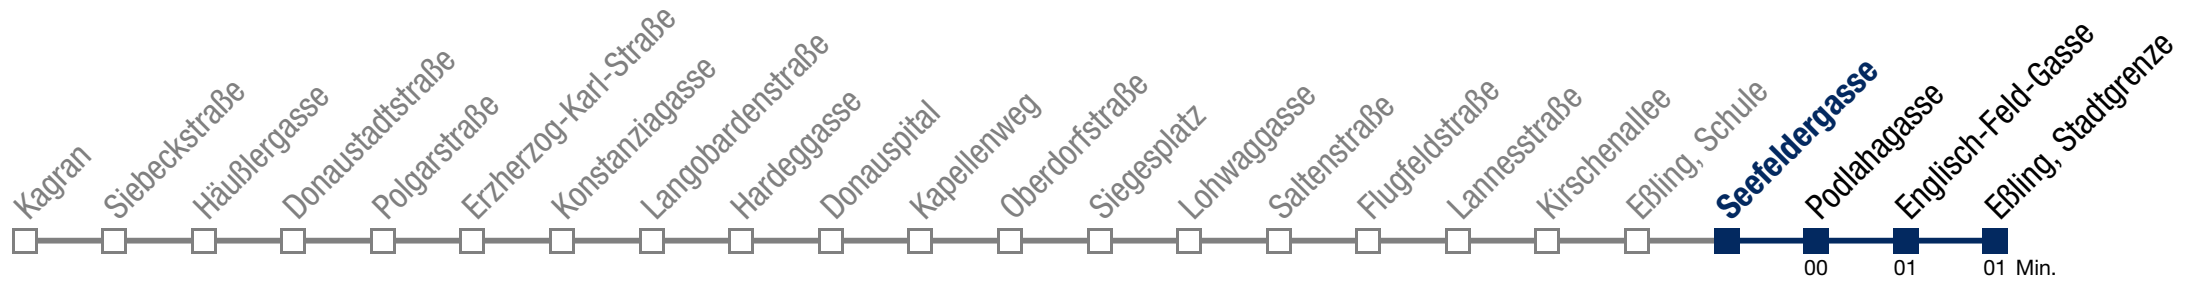 Kagran
Siebeckstraße
Häußlergasse
Donaustadtstraße
Polgarstraße
Erzherzog-Karl-Straße
Konstanziagasse
Langobardenstraße
Hardeggasse
Donauspital
Kapellenweg
Oberdorfstraße
Siegesplatz
Lohwaggasse
Saltenstraße
Flugfeldstraße
Lannesstraße
Kirschenallee
Eßling, Schule
Seefeldergasse
Podlahagasse
Englisch-Feld-Gasse
Eßling, Stadtgrenze
00 01 01 Min.